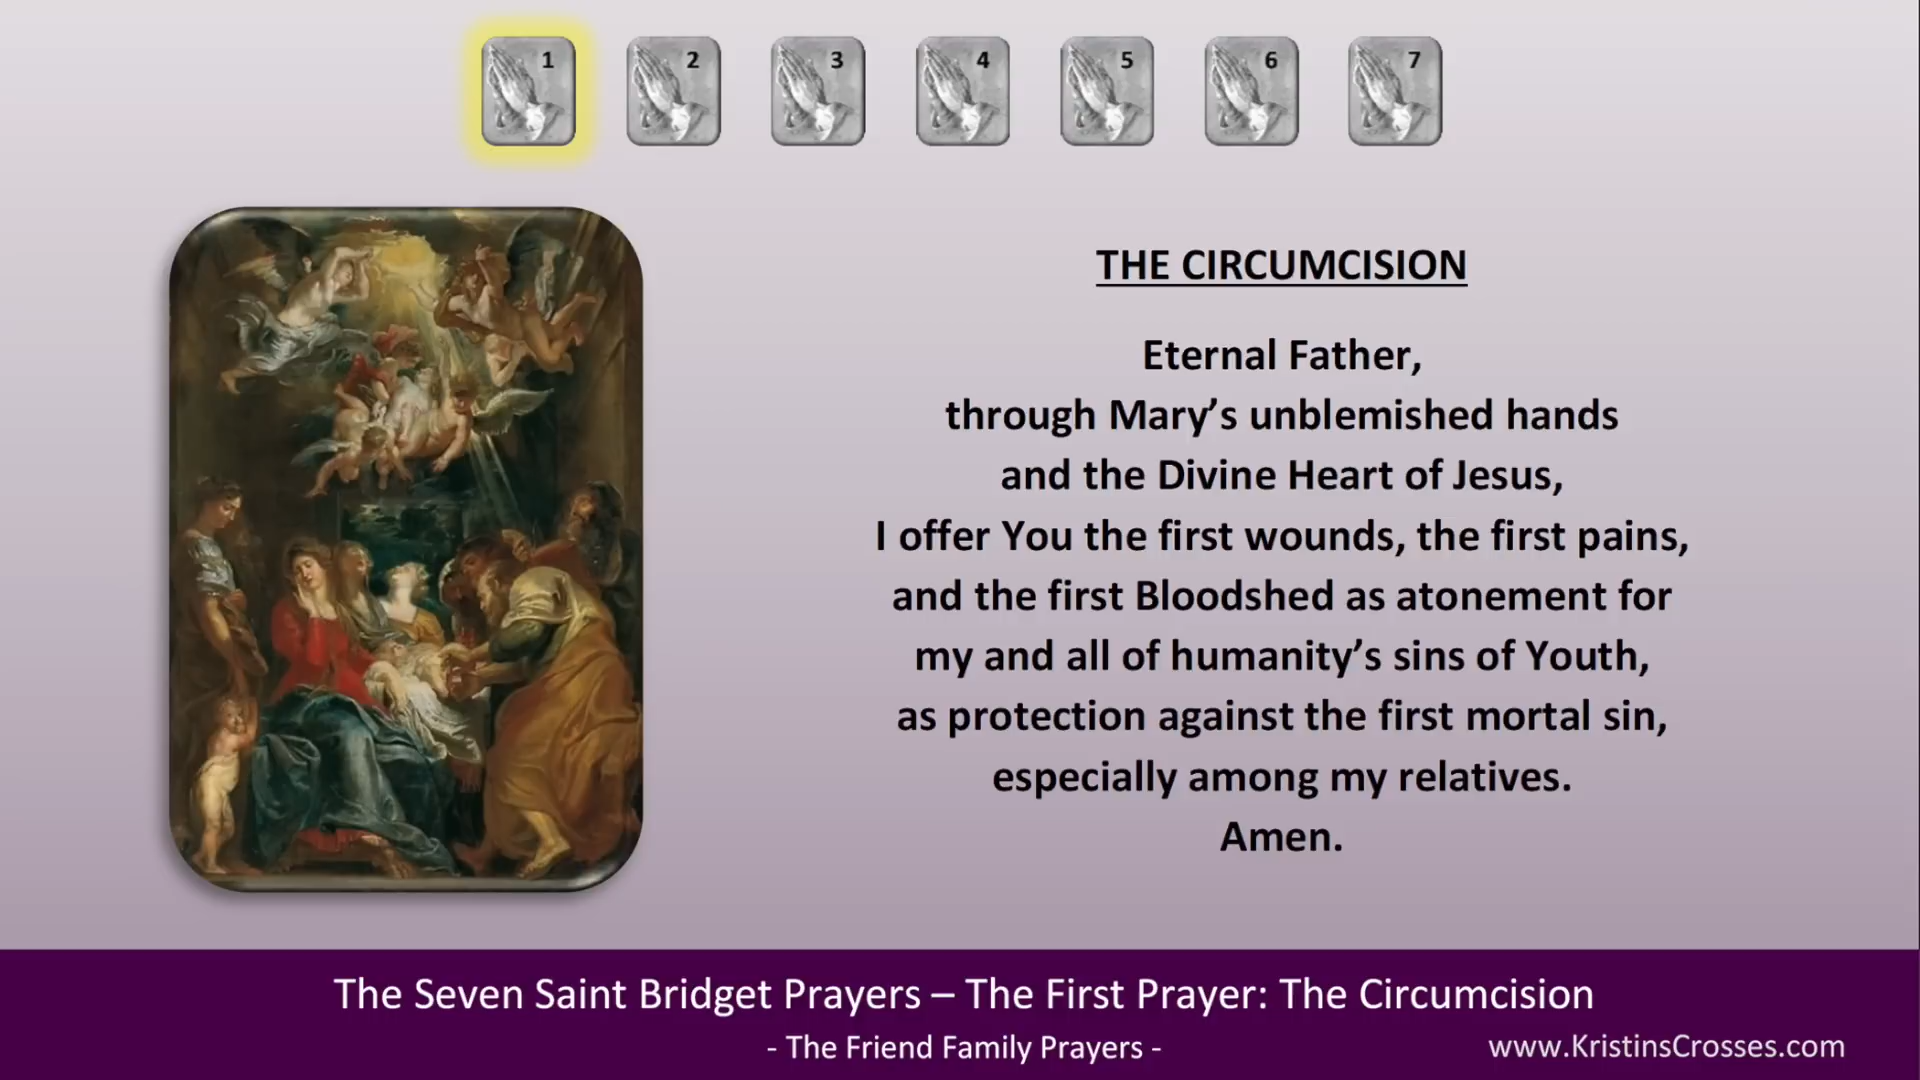 1 2 3 4 5 6 7
THE CIRCUMCISION
Eternal Father,
through Mary’s unblemished hands
and the Divine Heart of Jesus,
I offer You the first wounds, the first pains,
and the first Bloodshed as atonement for
my and all of humanity’s sins of Youth,
as protection against the first mortal sin,
especially among my relatives.
Amen.
The Seven Saint Bridget Prayers – The First Prayer: The Circumcision
- The Friend Family Prayers -
www.KristinsCrosses.com